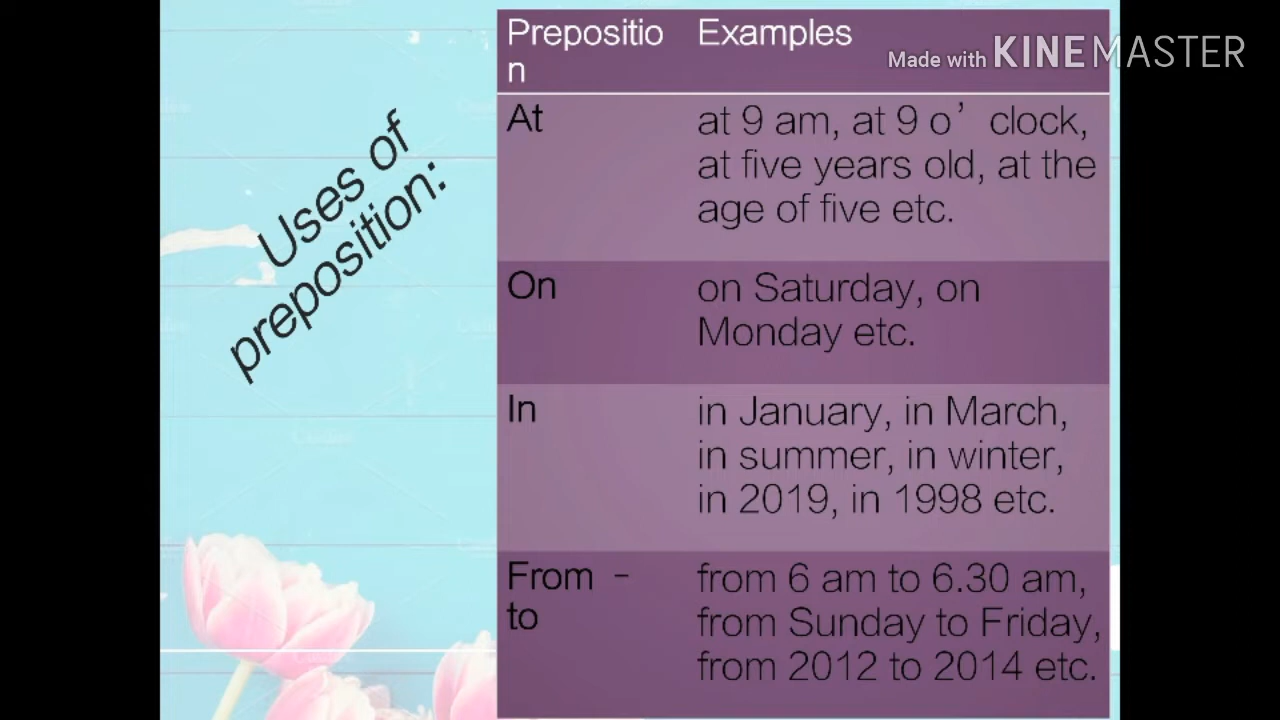 Uses of
preposition:
Prepositio
n
Examples
Made with KINEMASTER
At
at 9 am, at 9 o’ clock,
at five years old, at the
age of five etc.
On
on Saturday, on
Monday etc.
In
in January, in March,
in summer, in winter,
in 2019, in 1998 etc.
From -
to
from 6 am to 6.30 am,
from Sunday to Friday,
from 2012 to 2014 etc.